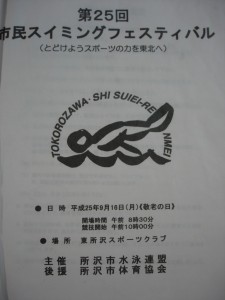 第25回
市民スイミングフェスティバル
(とどけようスポーツの力を東北へ)
TOKOROZAWA-SHI SUIEI-RENMEI
● 日 時 平成25年9月16日(月)《敬老の日》
開場時間 午前 8時30分
競技開始 午前10時00分
● 場 所 東所沢スポーツクラブ
主 催 所沢市水泳連盟
後 援 所沢市体育協会